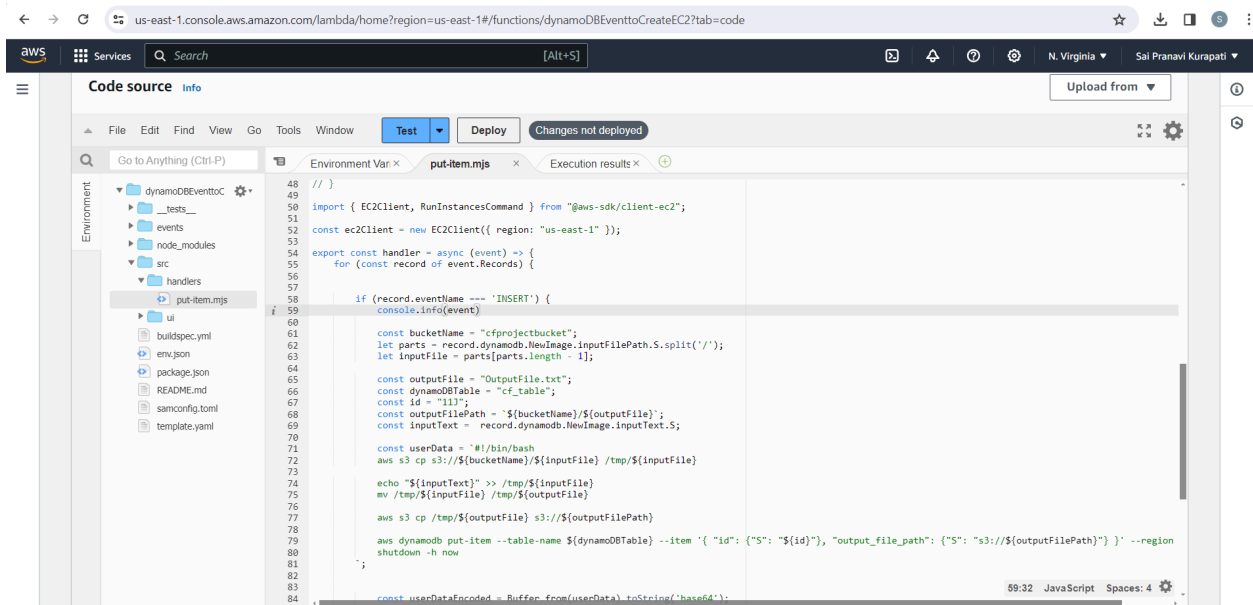 us-east-1.console.aws.amazon.com/lambda/home?region=us-east-1#/functions/dynamoDBEventtoCreateEC2?tab=code
S
aws
Services
Search
[Alt+S]
N. Virginia ▼
Sai Pranavi Kurapati ▼
Code source Info
Upload from ▼
File Edit Find View Go Tools Window
Test
Deploy
Changes not deployed
Go to Anything (Ctrl-P)
Environment Vari ×
put-item.mjs ×
Execution results ×
Environment
dynamoDBEventtoC
__tests__
events
node_modules
src
handlers
put-item.mjs
ui
buildspec.yml
env.json
package.json
README.md
samconfig.toml
template.yaml
48 // }
49
50 import { EC2Client, RunInstancesCommand } from "@aws-sdk/client-ec2";
51
52 const ec2Client = new EC2Client({ region: "us-east-1" });
53
54 export const handler = async (event) => {
55     for (const record of event.Records) {
56
57
58         if (record.eventName === 'INSERT') {
i 59             console.info(event)
60
61             const bucketName = "cfprojectbucket";
62             let parts = record.dynamodb.NewImage.inputFilePath.S.split('/');
63             let inputFile = parts[parts.length - 1];
64
65             const outputFile = "OutputFile.txt";
66             const dynamoDBTable = "cf_table";
67             const id = "11J";
68             const outputFilePath = `${bucketName}/${outputFile}`;
69             const inputText =  record.dynamodb.NewImage.inputText.S;
70
71             const userData = `#!/bin/bash
72             aws s3 cp s3://${bucketName}/${inputFile} /tmp/${inputFile}
73
74             echo "${inputText}" >> /tmp/${inputFile}
75             mv /tmp/${inputFile} /tmp/${outputFile}
76
77             aws s3 cp /tmp/${outputFile} s3://${outputFilePath}
78
79             aws dynamodb put-item --table-name ${dynamoDBTable} --item '{ "id": {"S": "${id}"}, "output_file_path": {"S": "s3://${outputFilePath}"} }' --region
80             shutdown -h now
81         `;
82
83
84             const userDataEncoded = Buffer.from(userData).toString('base64');
59:32 JavaScript Spaces: 4